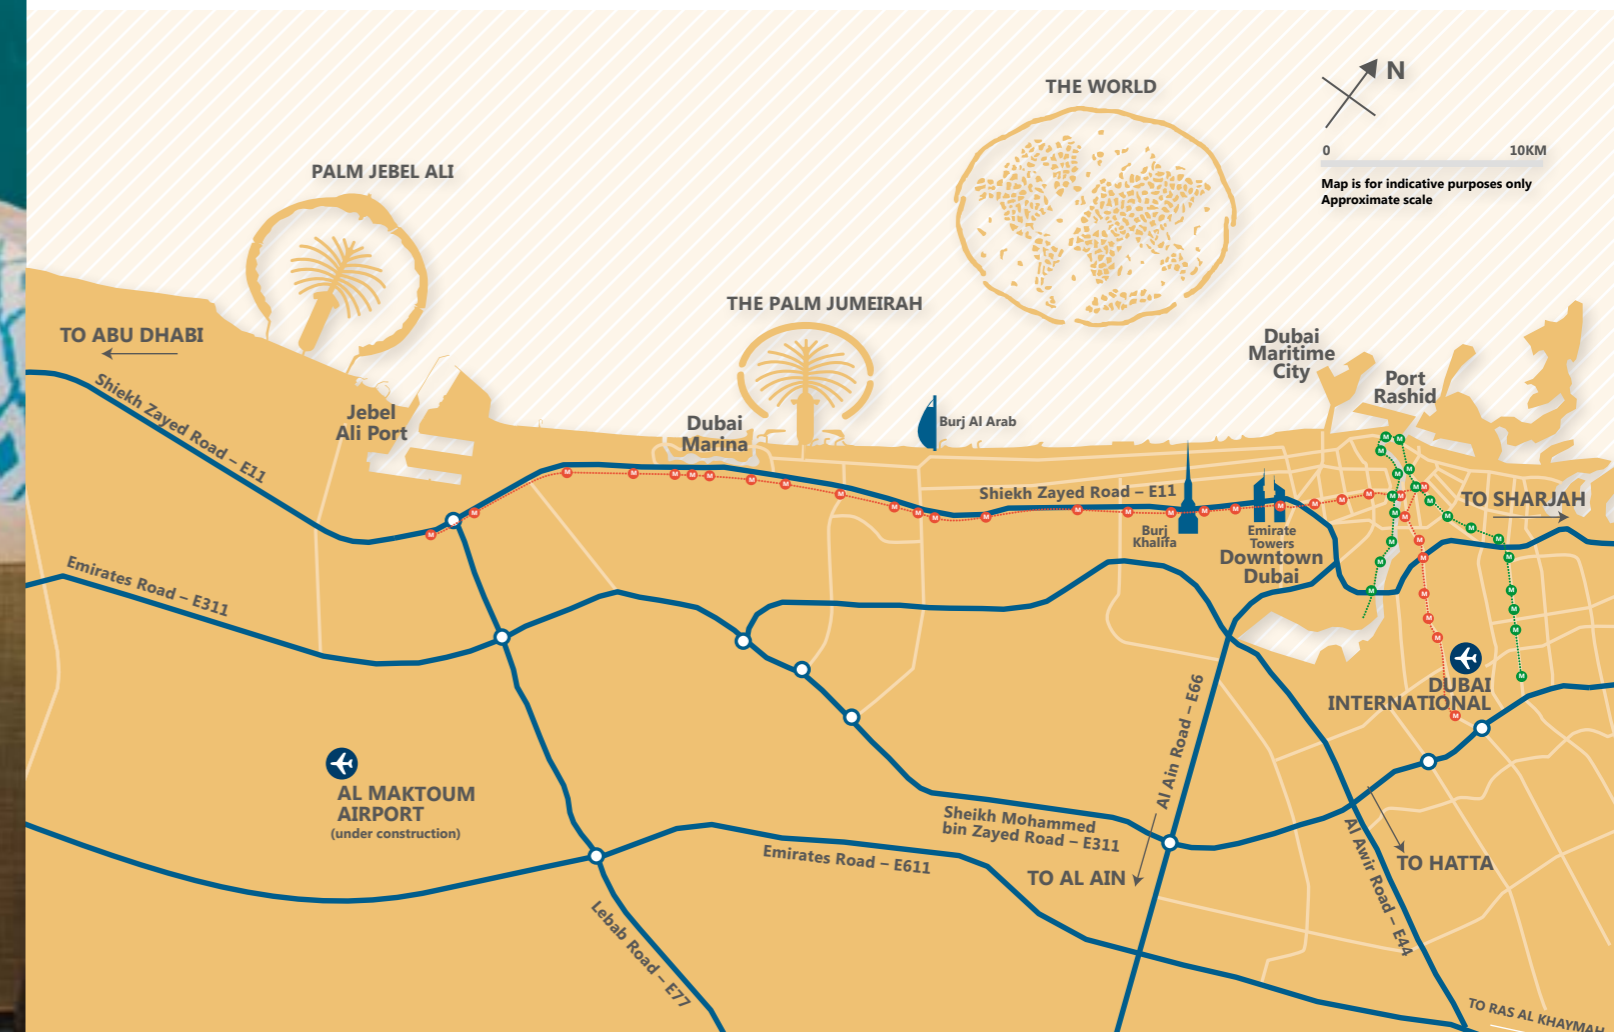 THE WORLD
N
0
10KM
Map is for indicative purposes only
Approximate scale
PALM JEBEL ALI
THE PALM JUMEIRAH
TO ABU DHABI
Dubai
Maritime
City
Port
Rashid
Jebel
Ali Port
Dubai
Marina
Burj Al Arab
Shiekh Zayed Road – E11
Shiekh Zayed Road – E11
TO SHARJAH
Burj
Khalifa
Emirate
Towers
Downtown
Dubai
Emirates Road – E311
DUBAI
INTERNATIONAL
Al Ain Road – E66
AL MAKTOUM
AIRPORT
(under construction)
Sheikh Mohammed
bin Zayed Road – E311
Emirates Road – E611
TO AL AIN
TO HATTA
Al Awir Road – E44
Lebab Road – E77
TO RAS AL KHAYMAH